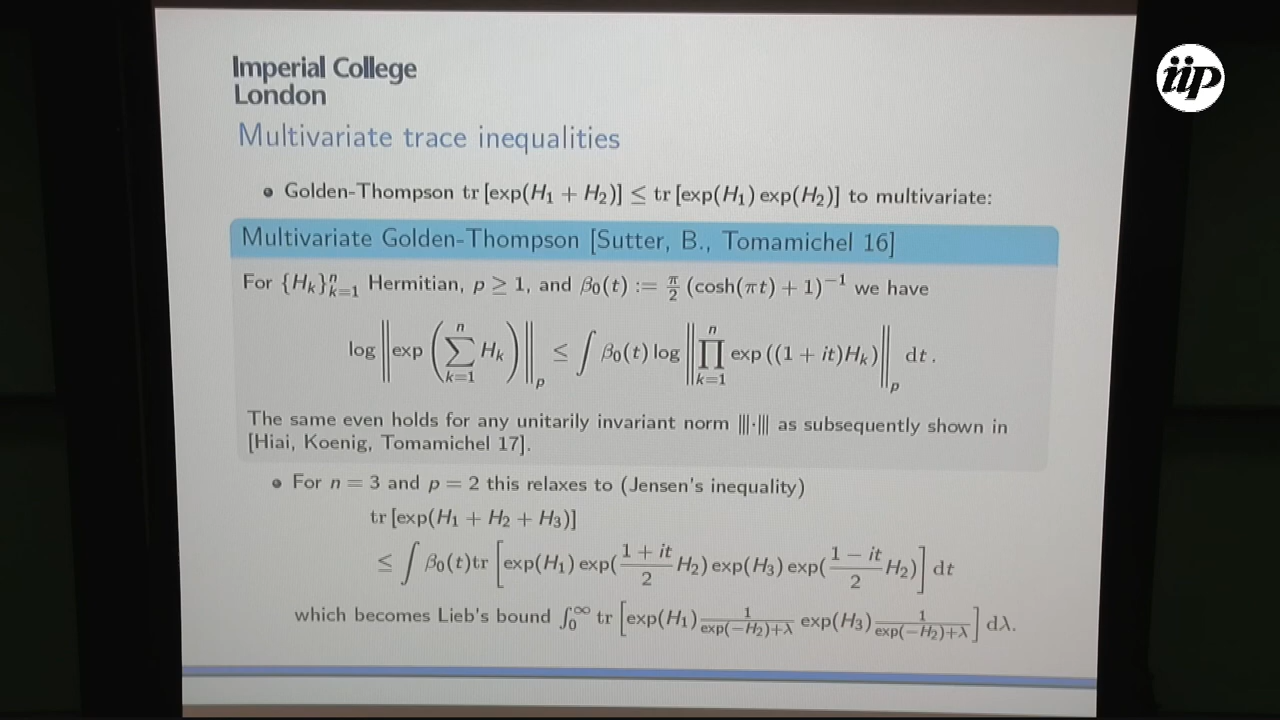 Imperial College
London
iip
Multivariate trace inequalities
• Golden-Thompson tr [exp(H₁ + H₂)] ≤ tr [exp(H₁) exp(H₂)] to multivariate:
Multivariate Golden-Thompson [Sutter, B., Tomamichel 16]
For {Hₖ}ⁿₖ₌₁ Hermitian, p ≥ 1, and β₀(t) := π/2 (cosh(πt) + 1)⁻¹ we have
log ‖exp (∑ⁿₖ₌₁ Hₖ)‖ₚ ≤ ∫ β₀(t) log ‖∏ⁿₖ₌₁ exp ((1 + it)Hₖ)‖ₚ dt .
The same even holds for any unitarily invariant norm |||·||| as subsequently shown in
[Hiai, Koenig, Tomamichel 17].
• For n = 3 and p = 2 this relaxes to (Jensen's inequality)
tr [exp(H₁ + H₂ + H₃)]
≤ ∫ β₀(t)tr [exp(H₁) exp((1 + it)/2 H₂) exp(H₃) exp((1 − it)/2 H₂)] dt
which becomes Lieb's bound ∫₀^∞ tr [exp(H₁) 1/(exp(−H₂)+λ) exp(H₃) 1/(exp(−H₂)+λ)] dλ.